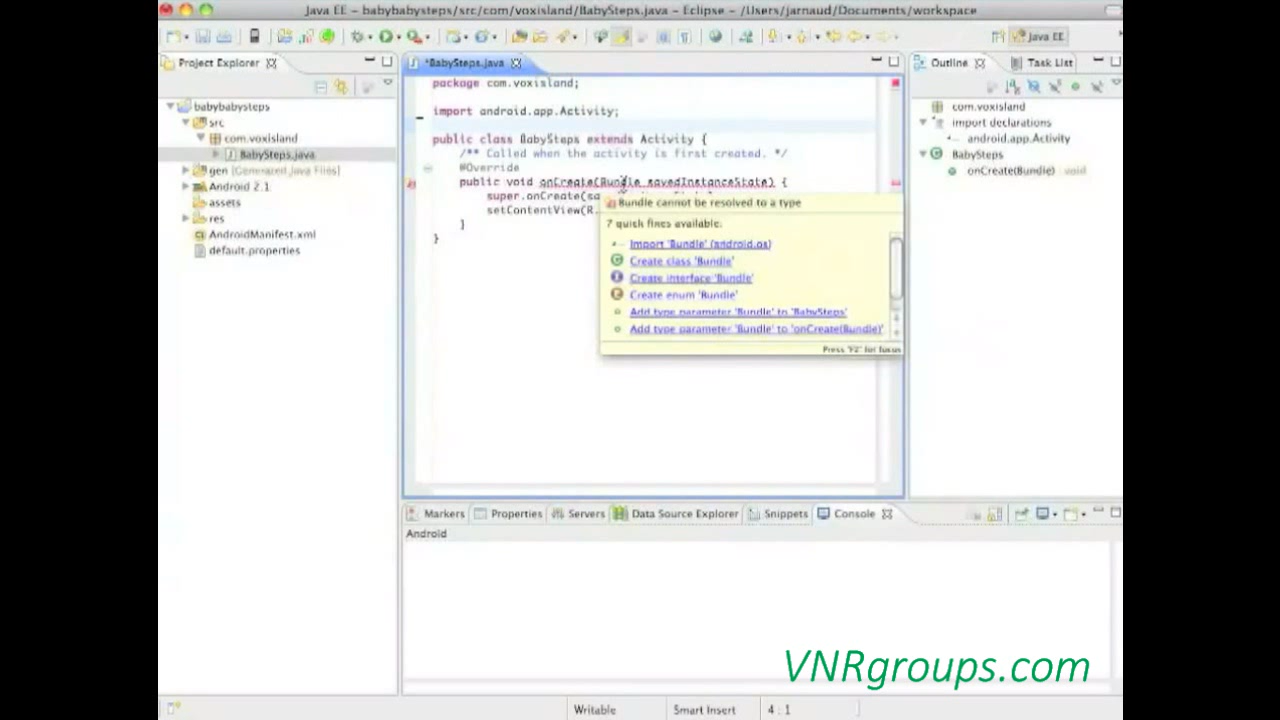 Java EE – babybabysteps/src/com/voxisland/BabySteps.java – Eclipse – /Users/jarnaud/Documents/workspace
Java EE
Project Explorer
*BabySteps.java
Outline
Task List
babybabysteps
src
com.voxisland
BabySteps.java
gen [Generated Java Files]
Android 2.1
assets
res
AndroidManifest.xml
default.properties
package com.voxisland;
import android.app.Activity;
public class BabySteps extends Activity {
/** Called when the activity is first created. */
@Override
public void onCreate(Bundle savedInstanceState) {
super.onCreate(sa
setContentView(R.
}
}
Bundle cannot be resolved to a type
7 quick fixes available:
Import 'Bundle' (android.os)
Create class 'Bundle'
Create interface 'Bundle'
Create enum 'Bundle'
Add type parameter 'Bundle' to 'BabySteps'
Add type parameter 'Bundle' to 'onCreate(Bundle)'
Press 'F2' for focus
com.voxisland
import declarations
android.app.Activity
BabySteps
onCreate(Bundle) : void
Markers
Properties
Servers
Data Source Explorer
Snippets
Console
Android
VNRgroups.com
Writable
Smart Insert
4 : 1